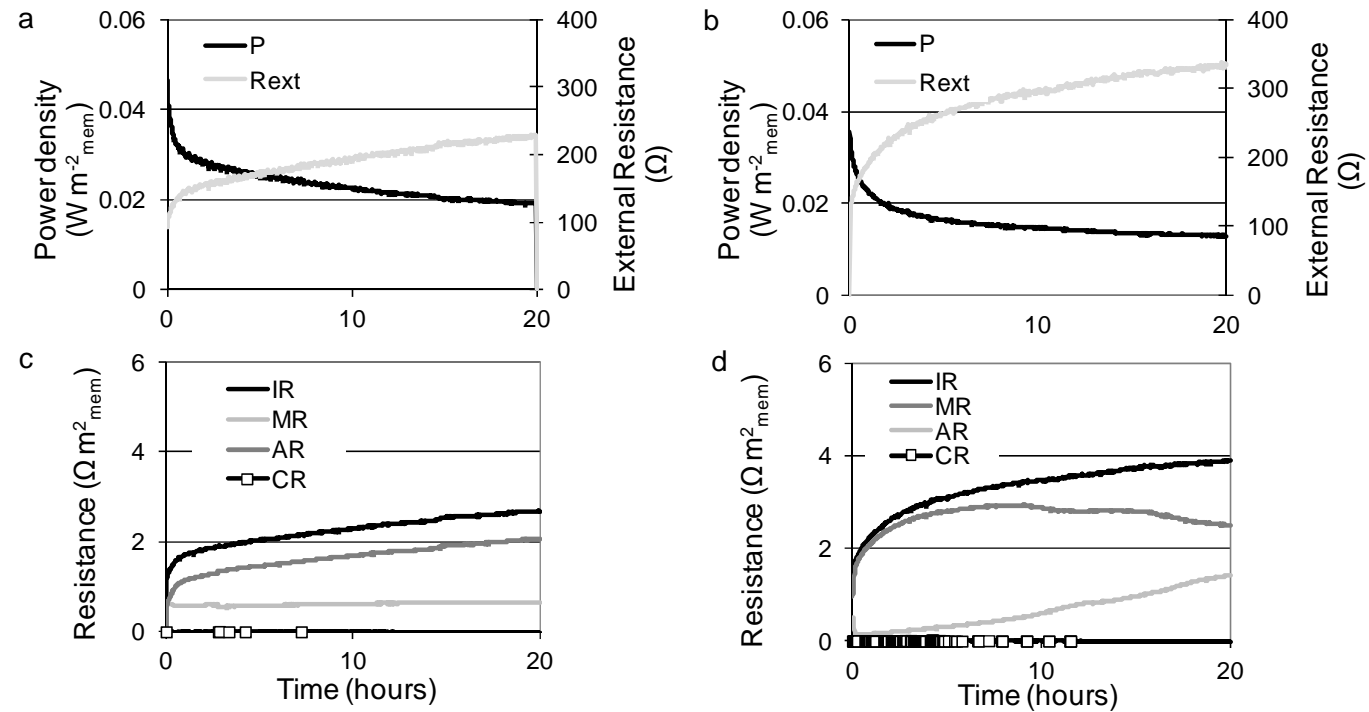 a
0.06
0.04
0.02
0
400
300
200
100
0
0
10
20
P
Rext
Power density
(W m-2mem)
External Resistance
(Ω)
b
0.06
0.04
0.02
0
400
300
200
100
0
0
10
20
P
Rext
Power density
(W m-2mem)
External Resistance
(Ω)
c
6
4
2
0
0
10
20
IR
MR
AR
CR
Resistance (Ω m2mem)
Time (hours)
d
6
4
2
0
0
10
20
IR
MR
AR
CR
Resistance (Ω m2mem)
Time (hours)